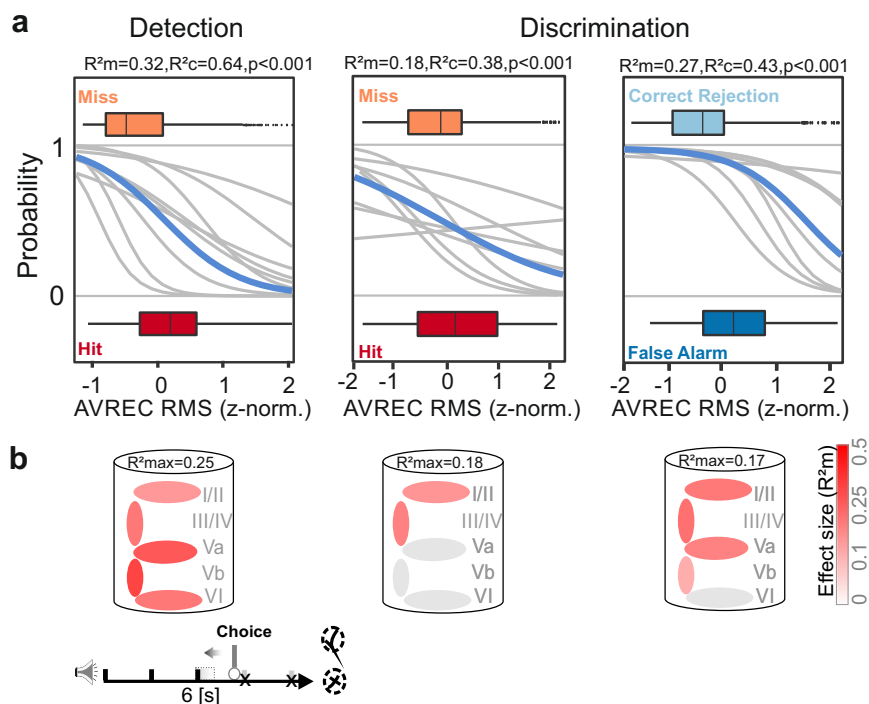 a
Detection
Discrimination
R²m=0.32,R²c=0.64,p<0.001
R²m=0.18,R²c=0.38,p<0.001
R²m=0.27,R²c=0.43,p<0.001
Miss
Miss
Correct Rejection
Probability
1
0
Hit
Hit
False Alarm
-1 0 1 2
-2 -1 0 1 2
-2 -1 0 1 2
AVREC RMS (z-norm.)
AVREC RMS (z-norm.)
AVREC RMS (z-norm.)
b
R²max=0.25
I/II
III/IV
Va
Vb
VI
R²max=0.18
I/II
III/IV
Va
Vb
VI
R²max=0.17
I/II
III/IV
Va
Vb
VI
Effect size (R²m)
0 0.1 0.25 0.5
Choice
x x
6 [s]